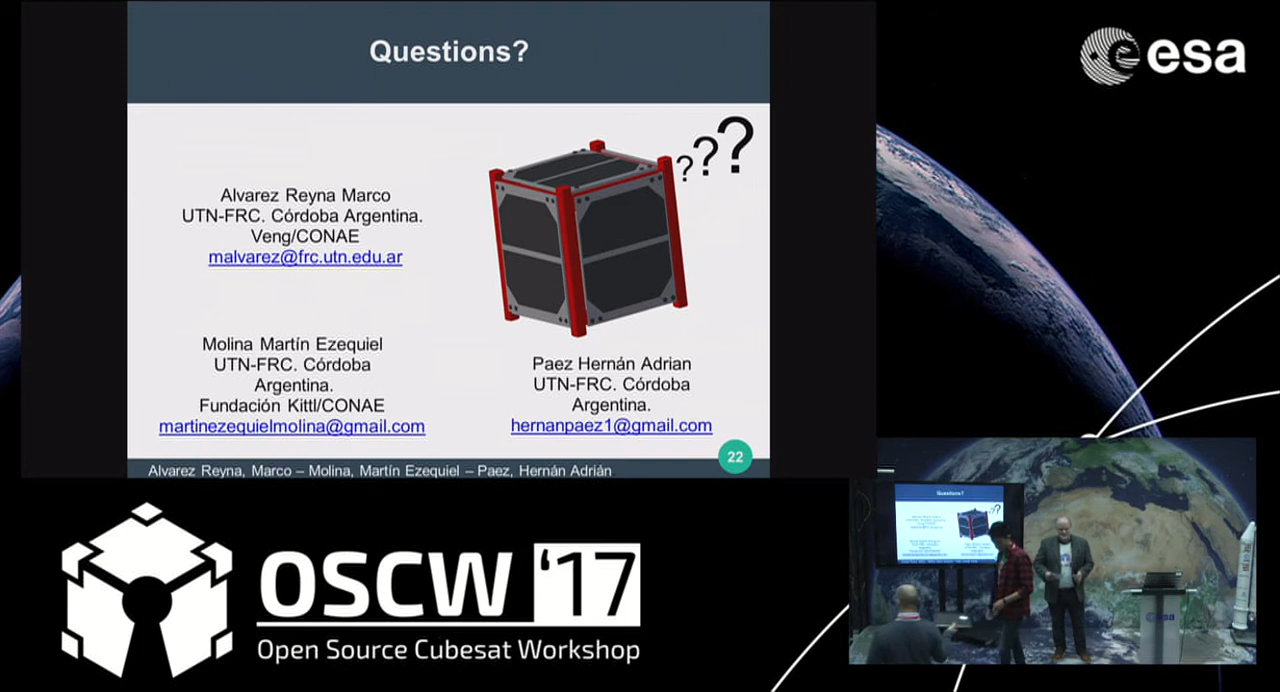 Questions?
esa
???
Alvarez Reyna Marco
UTN-FRC. Córdoba Argentina.
Veng/CONAE
malvarez@frc.utn.edu.ar
Molina Martín Ezequiel
UTN-FRC. Córdoba
Argentina.
Fundación Kittl/CONAE
martinezequielmolina@gmail.com
Paez Hernán Adrian
UTN-FRC. Córdoba
Argentina.
hernanpaez1@gmail.com
22
Alvarez Reyna, Marco – Molina, Martín Ezequiel – Paez, Hernán Adrián
OSCW '17
Open Source Cubesat Workshop
Questions?
??
esa